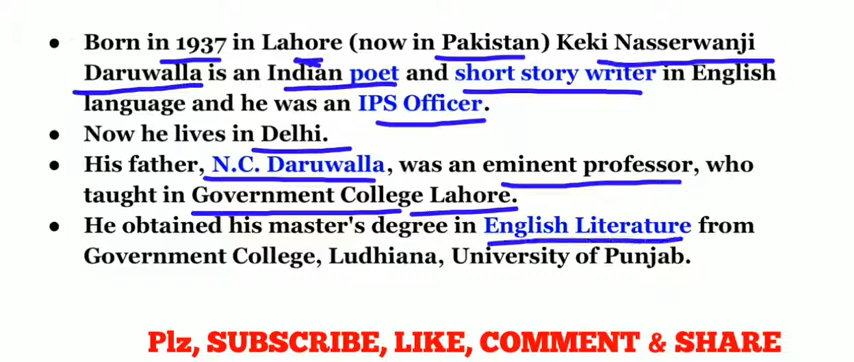 • Born in 1937 in Lahore (now in Pakistan) Keki Nasserwanji
Daruwalla is an Indian poet and short story writer in English
language and he was an IPS Officer.
• Now he lives in Delhi.
• His father, N.C. Daruwalla, was an eminent professor, who
taught in Government College Lahore.
• He obtained his master's degree in English Literature from
Government College, Ludhiana, University of Punjab.
Plz, SUBSCRIBE, LIKE, COMMENT & SHARE